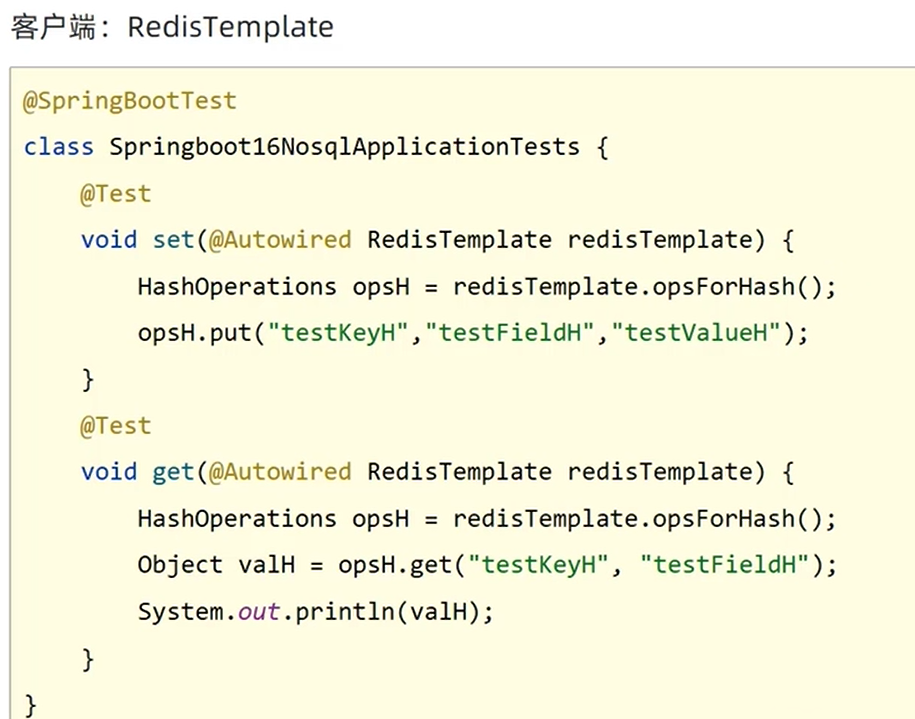 客户端：RedisTemplate
@SpringBootTest
class Springboot16NosqlApplicationTests {
    @Test
    void set(@Autowired RedisTemplate redisTemplate) {
        HashOperations opsH = redisTemplate.opsForHash();
        opsH.put("testKeyH","testFieldH","testValueH");
    }
    @Test
    void get(@Autowired RedisTemplate redisTemplate) {
        HashOperations opsH = redisTemplate.opsForHash();
        Object valH = opsH.get("testKeyH", "testFieldH");
        System.out.println(valH);
    }
}